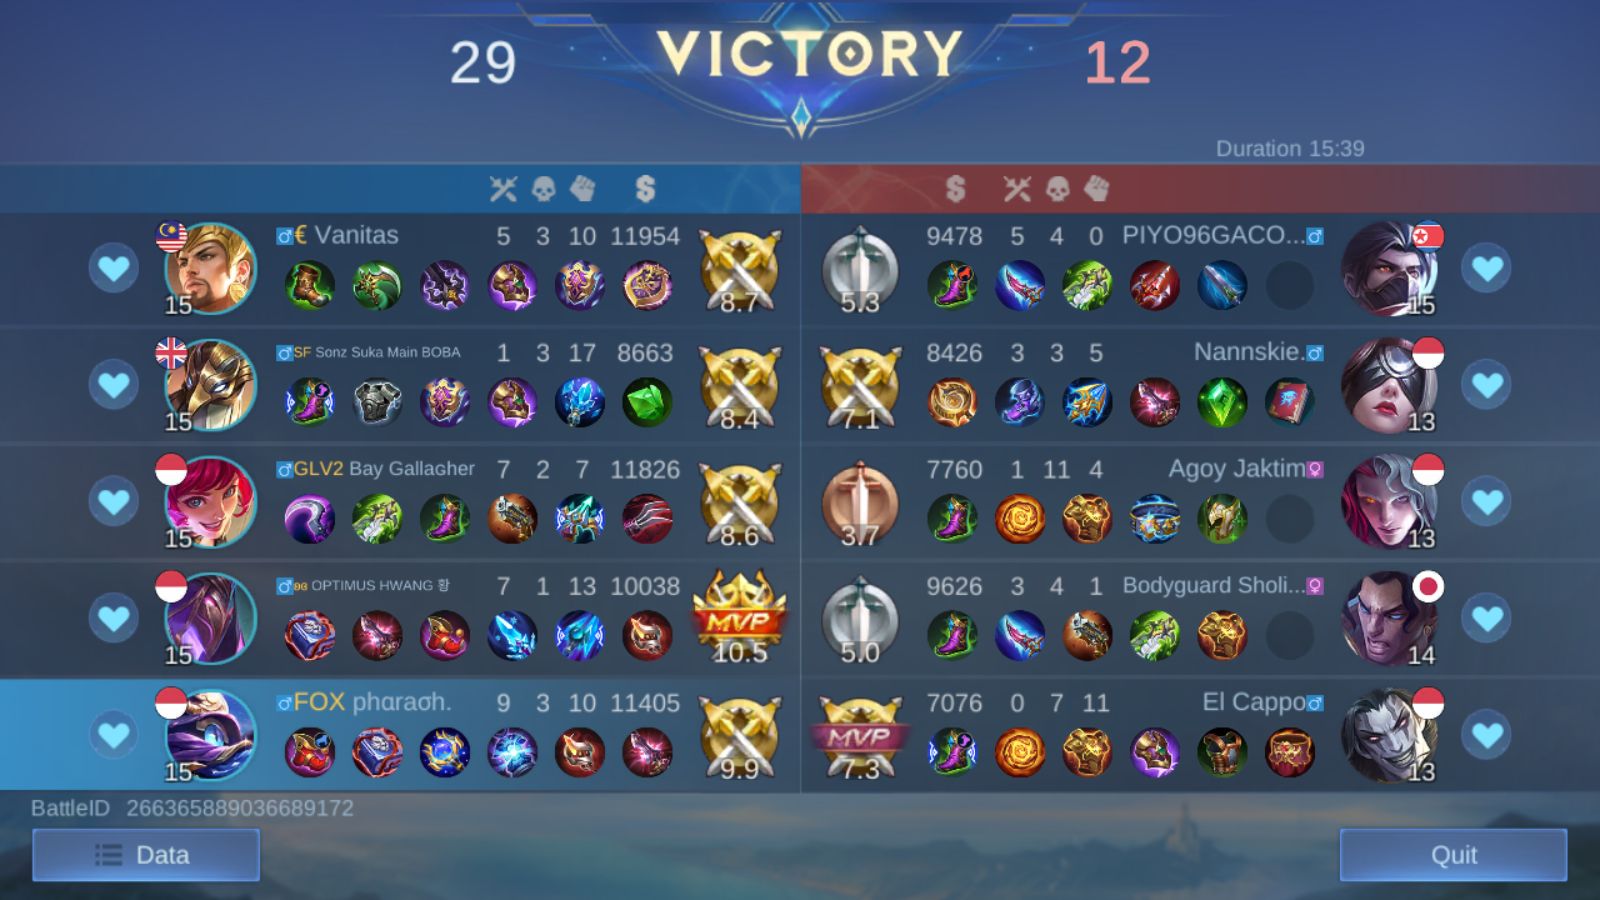 29 VICTORY 12
Duration 15:39
€ Vanitas 5 3 10 11954
15 8.7
9478 5 4 0 PIYO96GACO...
5.3 15
SF Sonz Suka Main BOBA 1 3 17 8663
15 8.4
8426 3 3 5 Nannskie.
7.1 13
GLV2 Bay Gallagher 7 2 7 11826
15 8.6
7760 1 11 4 Agoy Jaktim
3.7 13
OPTIMUS HWANG 황 7 1 13 10038
15 MVP 10.5
9626 3 4 1 Bodyguard Sholi...
5.0 14
FOX pharaoh. 9 3 10 11405
15 9.9
7076 0 7 11 El Cappo
MVP 7.3 13
BattleID 266365889036689172
Data
Quit